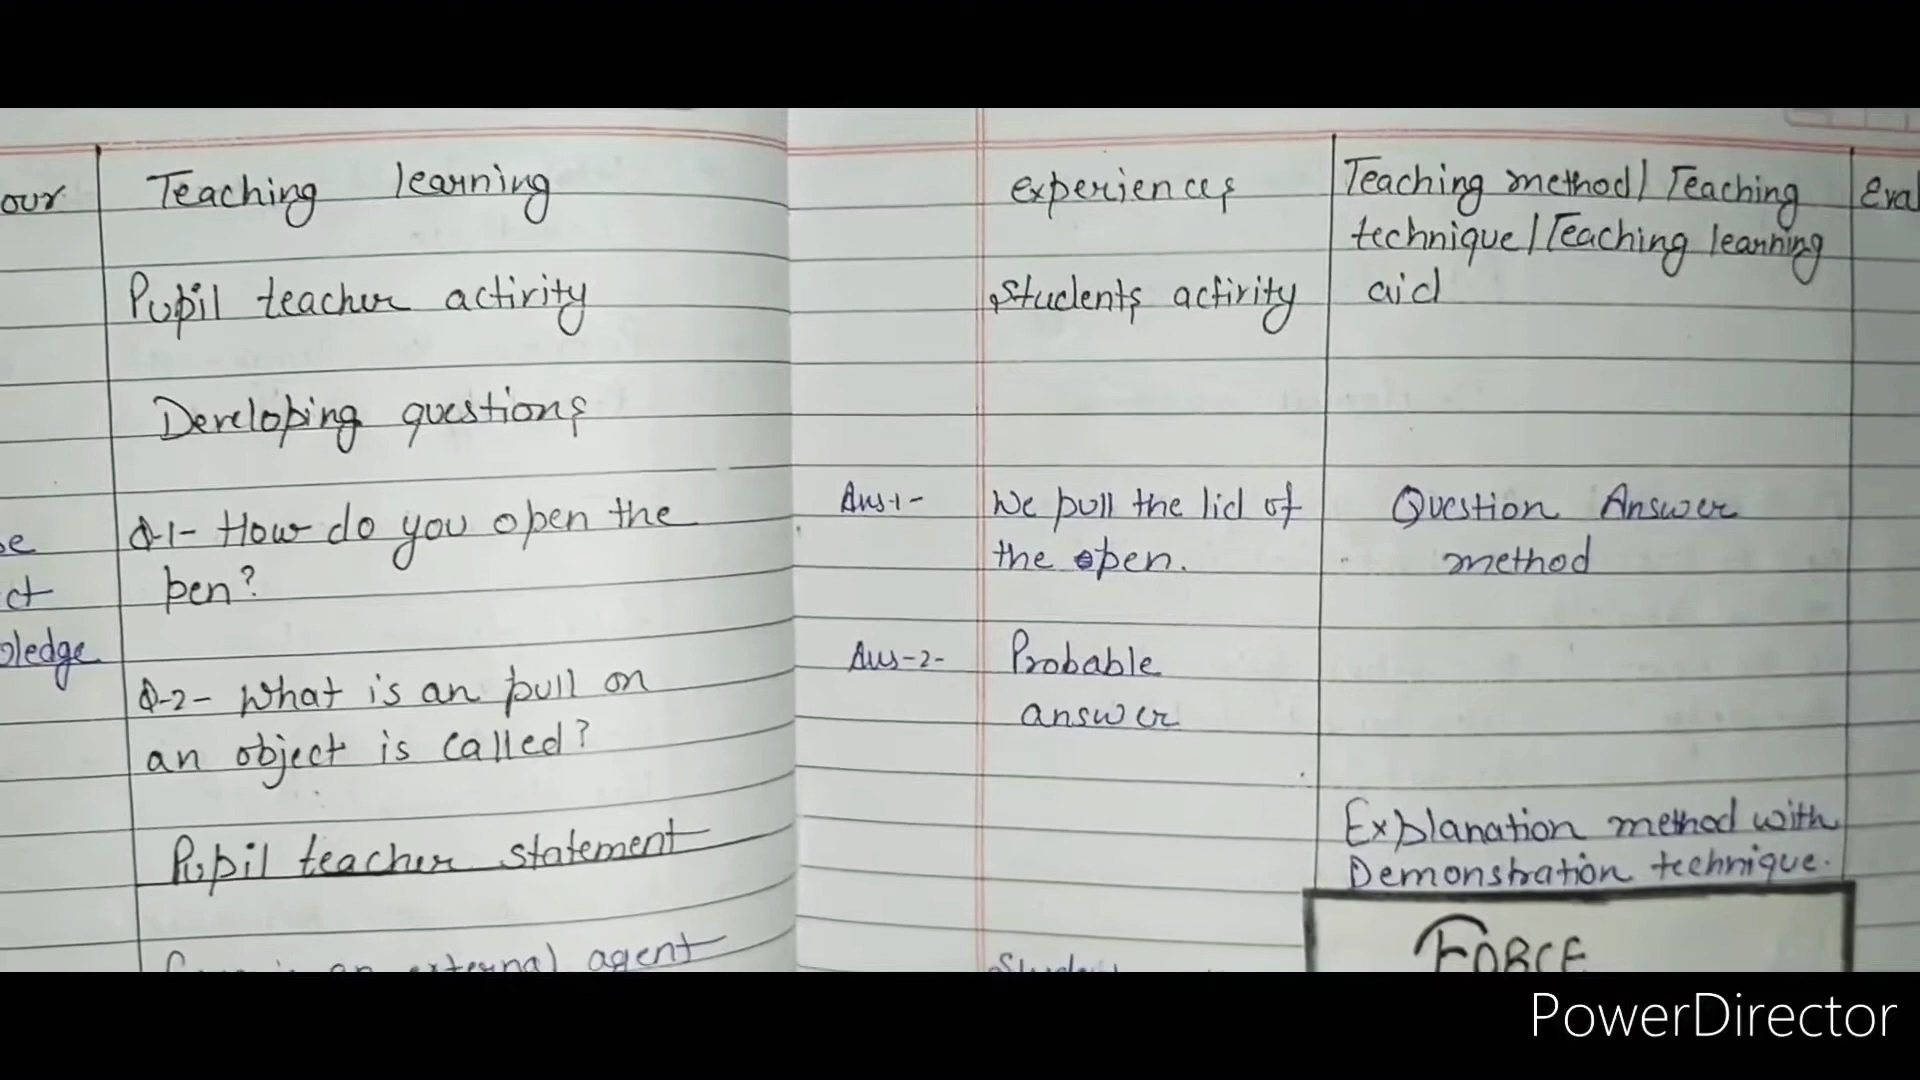 our
Teaching learning
experiences
Teaching method/Teaching
technique/Teaching learning
aid
Eval
Pupil teacher activity
Students activity
Developing questions
Q-1- How do you open the
pen?
Ans-1- We pull the lid of
the open.
Question Answer
method
ct
ledge
Q-2- What is an pull on
an object is called?
Ans-2- Probable
answer
Pupil teacher statement
Explanation method with
Demonstration technique.
is an external agent
FORCE
PowerDirector